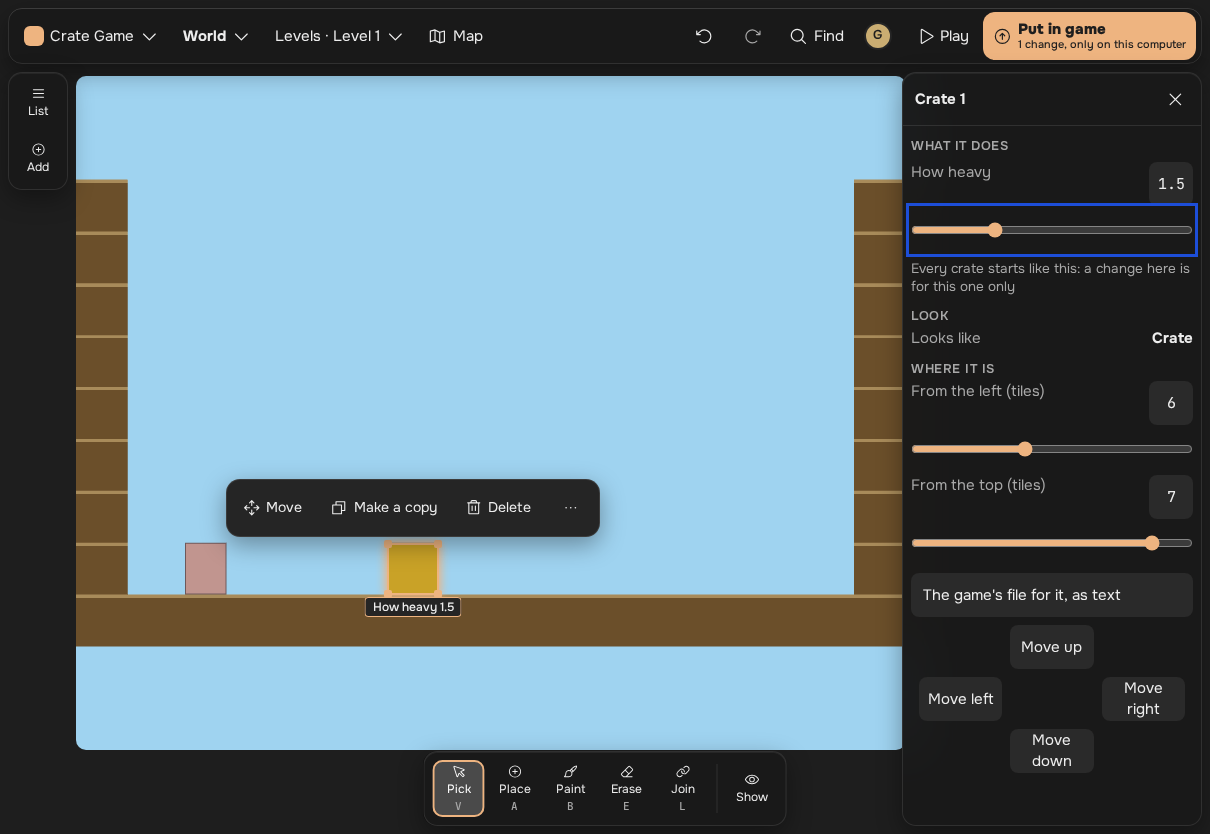 Crate Game
World
Levels · Level 1
Map
Find
G
Play
Put in game
1 change, only on this computer
List
Add
Crate 1
WHAT IT DOES
How heavy
1.5
Every crate starts like this: a change here is
for this one only
LOOK
Looks like
Crate
WHERE IT IS
From the left (tiles)
6
From the top (tiles)
7
The game's file for it, as text
Move up
Move left
Move
right
Move
down
Move
Make a copy
Delete
···
How heavy 1.5
Pick
V
Place
A
Paint
B
Erase
E
Join
L
Show